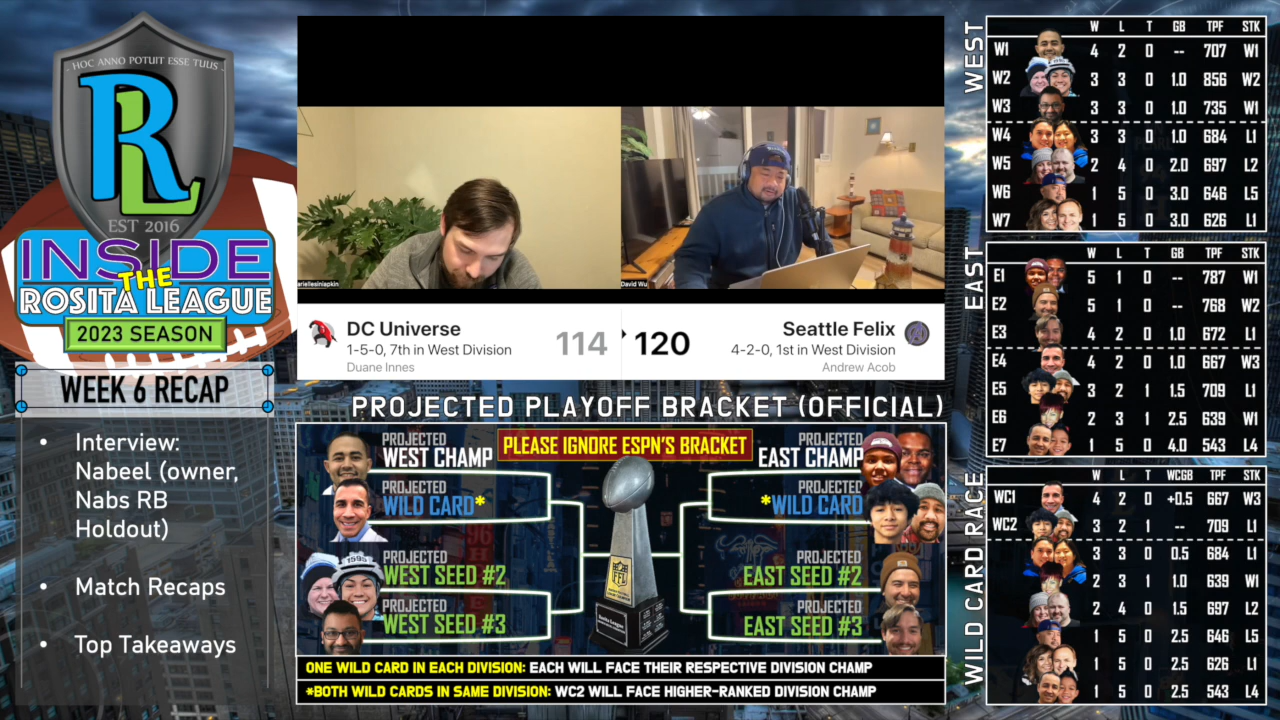 · HOC ANNO POTUIT ESSE TUUS ·
RL
EST 2016
INSIDE
THE
ROSITA LEAGUE
2023 SEASON
WEEK 6 RECAP
• Interview:
Nabeel (owner,
Nabs RB
Holdout)
• Match Recaps
• Top Takeaways
David Wu
DC Universe
1-5-0, 7th in West Division
Duane Innes
114
120
Seattle Felix
4-2-0, 1st in West Division
Andrew Acob
PROJECTED PLAYOFF BRACKET (OFFICIAL)
PLEASE IGNORE ESPN'S BRACKET
PROJECTED
WEST CHAMP
PROJECTED
WILD CARD*
PROJECTED
WEST SEED #2
PROJECTED
WEST SEED #3
PROJECTED
EAST CHAMP
PROJECTED
*WILD CARD
PROJECTED
EAST SEED #2
PROJECTED
EAST SEED #3
ONE WILD CARD IN EACH DIVISION: EACH WILL FACE THEIR RESPECTIVE DIVISION CHAMP
*BOTH WILD CARDS IN SAME DIVISION: WC2 WILL FACE HIGHER-RANKED DIVISION CHAMP
WEST
W L T GB TPF STK
W1 4 2 0 -- 707 W1
W2 3 3 0 1.0 856 W2
W3 3 3 0 1.0 735 W1
W4 3 3 0 1.0 684 L1
W5 2 4 0 2.0 697 L2
W6 1 5 0 3.0 646 L5
W7 1 5 0 3.0 626 L1
EAST
W L T GB TPF STK
E1 5 1 0 -- 787 W1
E2 5 1 0 -- 768 W2
E3 4 2 0 1.0 672 L1
E4 4 2 0 1.0 667 W3
E5 3 2 1 1.5 709 L1
E6 2 3 1 2.5 639 W1
E7 1 5 0 4.0 543 L4
WILD CARD RACE
W L T WCGB TPF STK
WC1 4 2 0 +0.5 667 W3
WC2 3 2 1 -- 709 L1
3 3 0 0.5 684 L1
2 3 1 1.0 639 W1
2 4 0 1.5 697 L2
1 5 0 2.5 646 L5
1 5 0 2.5 626 L1
1 5 0 2.5 543 L4